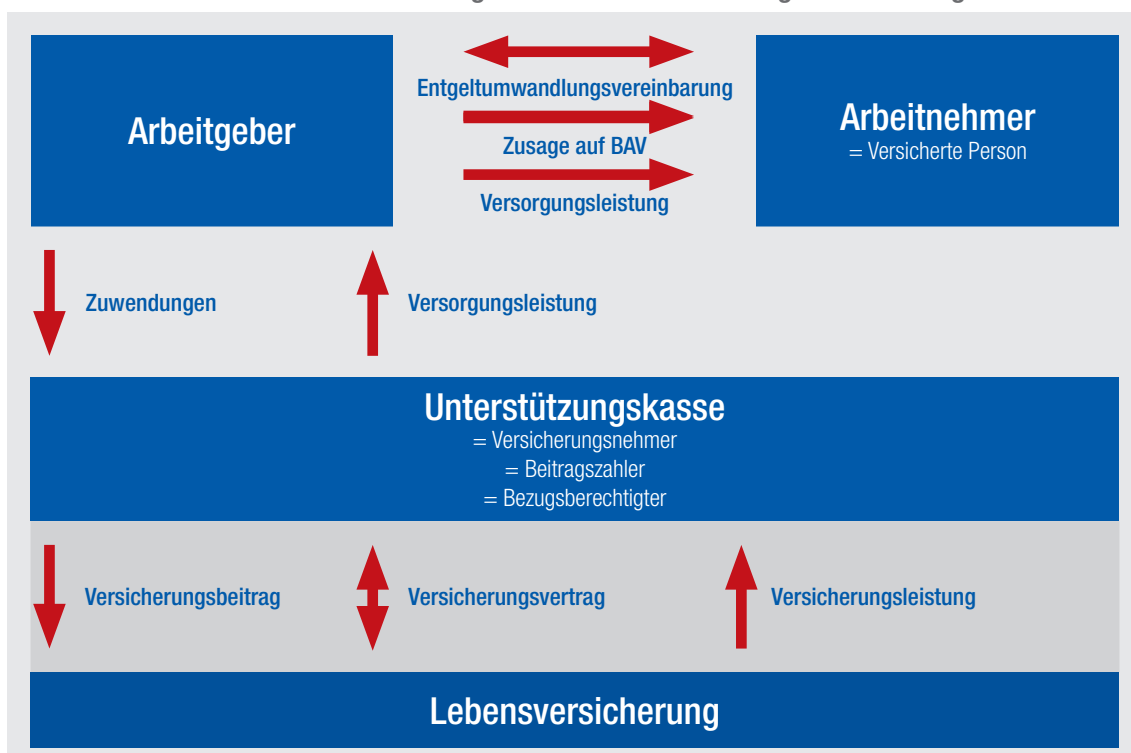 Entgeltumwandlungsvereinbarung
Arbeitgeber
Arbeitnehmer
= Versicherte Person
Zusage auf BAV
Versorgungsleistung
Zuwendungen
Versorgungsleistung
Unterstützungskasse
= Versicherungsnehmer
= Beitragszahler
= Bezugsberechtigter
Versicherungsbeitrag
Versicherungsvertrag
Versicherungsleistung
Lebensversicherung